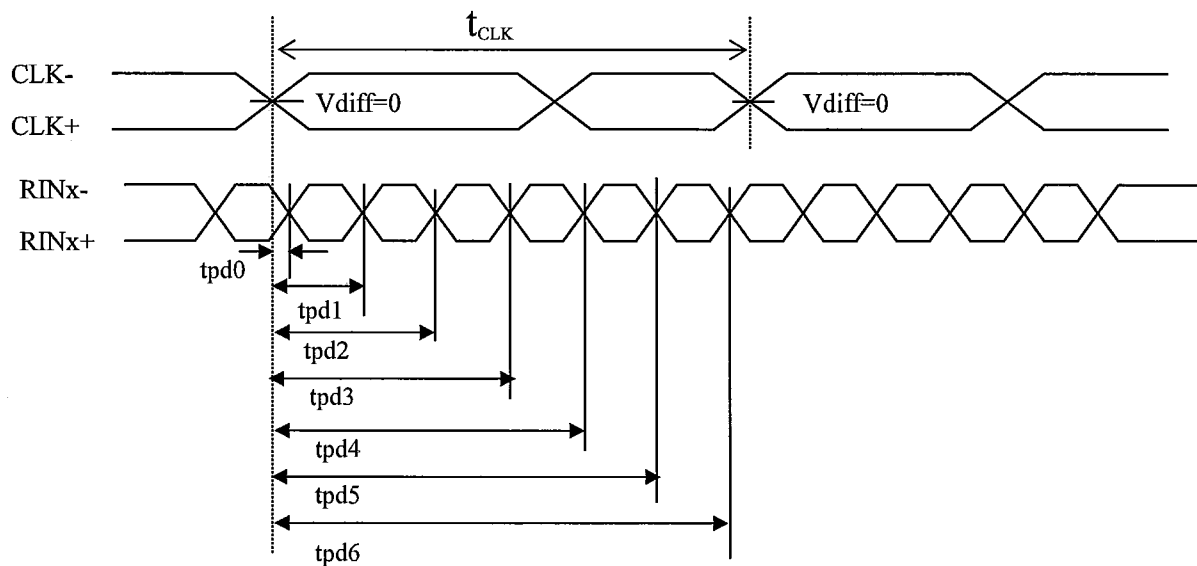 tCLK
CLK-
Vdiff=0
Vdiff=0
CLK+
RINx-
RINx+
tpd0
tpd1
tpd2
tpd3
tpd4
tpd5
tpd6